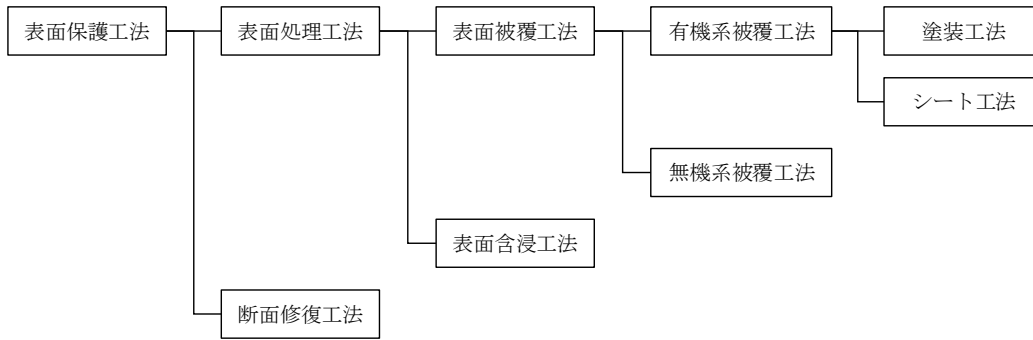 表面保護工法
表面処理工法
表面被覆工法
有機系被覆工法
塗装工法
シート工法
無機系被覆工法
表面含浸工法
断面修復工法